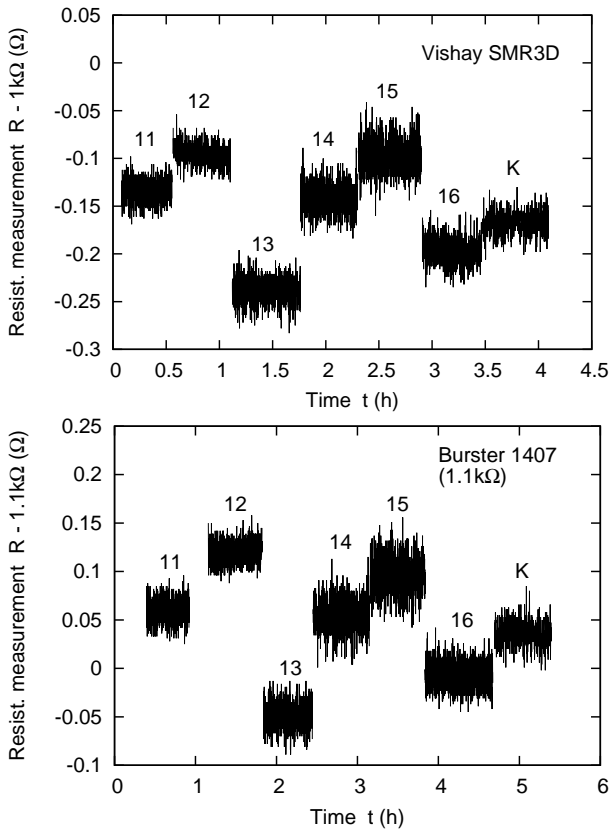 0
Vishay SMR3D
-0.05
12
15
11
14
-0.1
K
-0.15
16
-0.2
13
-0.25
-0.3
0 0.5 1 1.5 2 2.5 3 3.5 4 4.5
Time t (h)
Resist. measurement R - 1kΩ (Ω)
0.25
Burster 1407
(1.1kΩ)
0.2
12
15
0.15
14
11
0.1
K
0.05
16
0
13
-0.05
-0.1
0 1 2 3 4 5 6
Time t (h)
Resist. measurement R - 1.1kΩ (Ω)